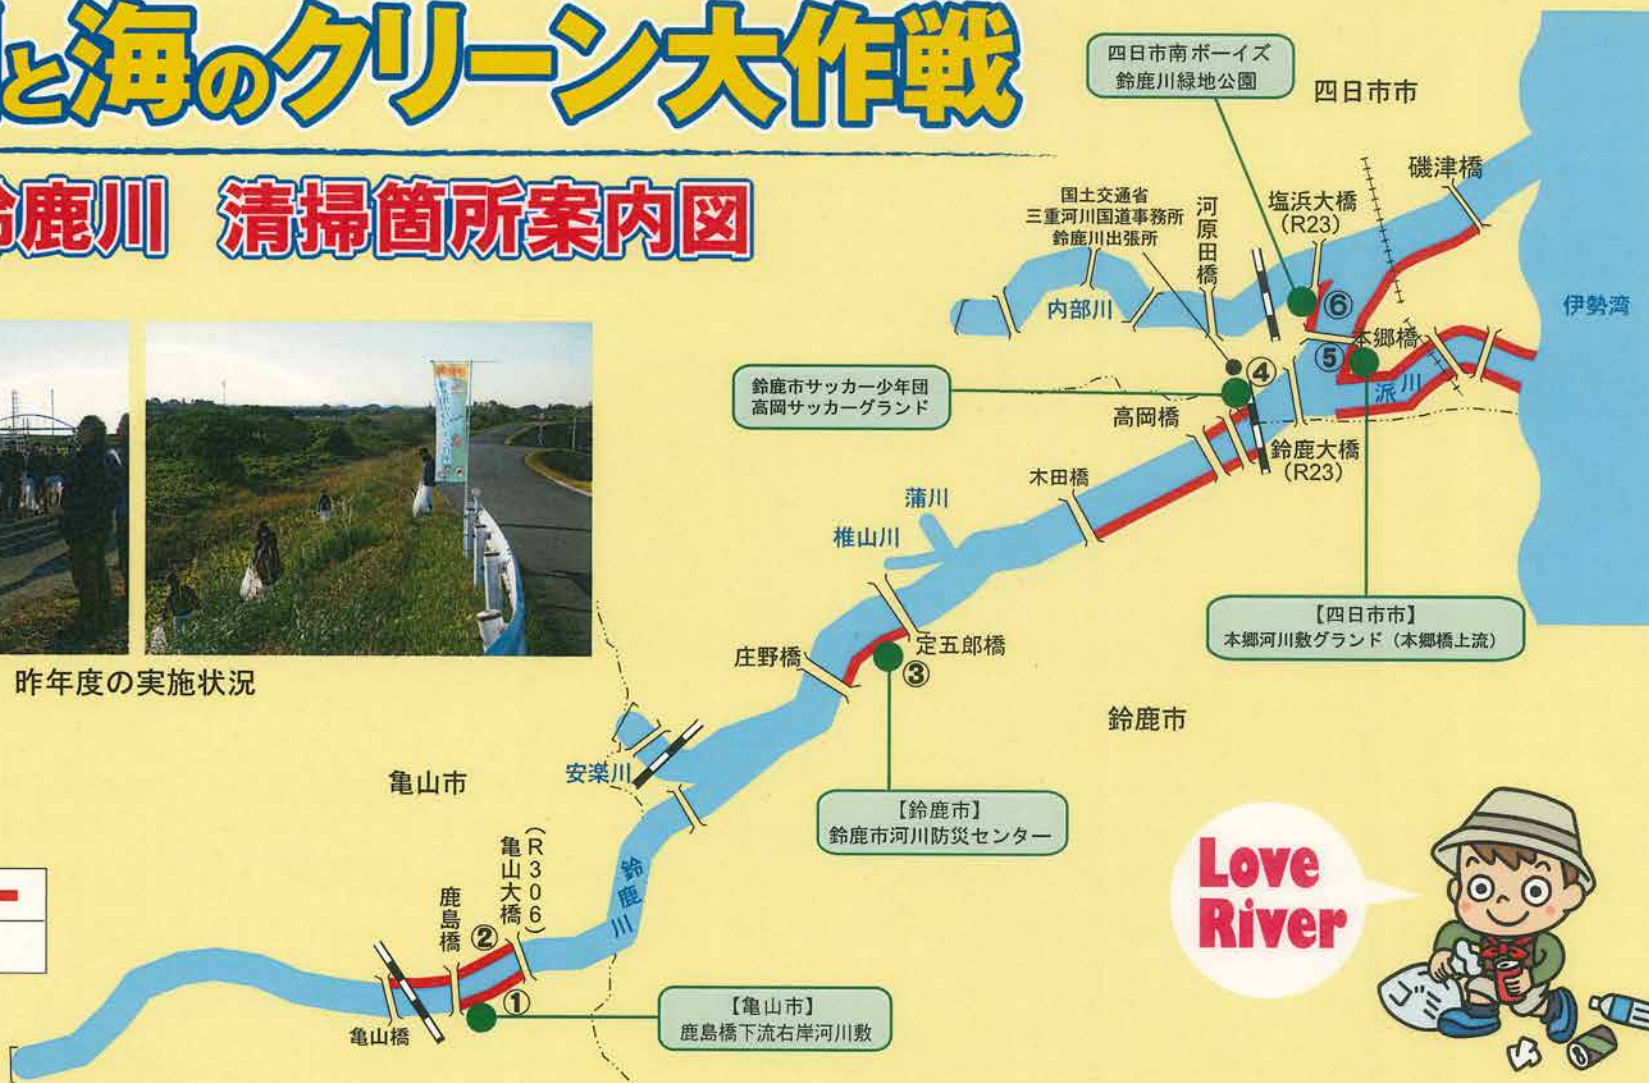 と海のクリーン大作戦
鈴鹿川 清掃箇所案内図
四日市南ボーイズ
鈴鹿川緑地公園
四日市市
磯津橋
塩浜大橋
(R23)
国土交通省
三重河川国道事務所
鈴鹿川出張所
河原田橋
内部川
伊勢湾
⑥
本郷橋
⑤
④
派川
鈴鹿市サッカー少年団
高岡サッカーグランド
高岡橋
鈴鹿大橋
(R23)
木田橋
蒲川
椎山川
【四日市市】
本郷河川敷グランド(本郷橋上流)
定五郎橋
庄野橋
③
昨年度の実施状況
鈴鹿市
安楽川
亀山市
【鈴鹿市】
鈴鹿市河川防災センター
亀山大橋
(R306)
鹿島橋
鈴鹿川
②
①
亀山橋
【亀山市】
鹿島橋下流右岸河川敷
Love
River
ゴミ